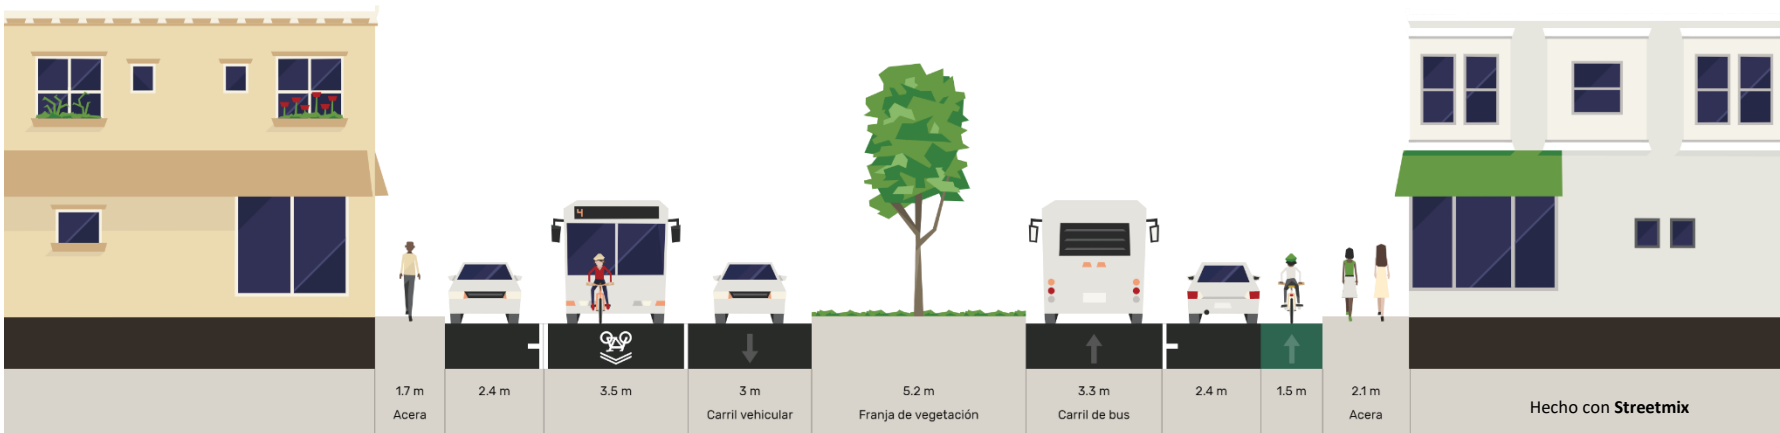 4
1.7 m
Acera
2.4 m
3.5 m
3 m
Carril vehicular
5.2 m
Franja de vegetación
3.3 m
Carril de bus
2.4 m
1.5 m
2.1 m
Acera
Hecho con Streetmix